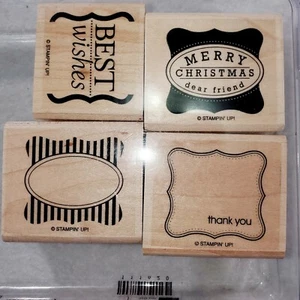 BEST
wishes
© STAMPIN' UP!
MERRY
CHRISTMAS
dear friend
© STAMPIN' UP!
© STAMPIN' UP!
thank you
© STAMPIN' UP!